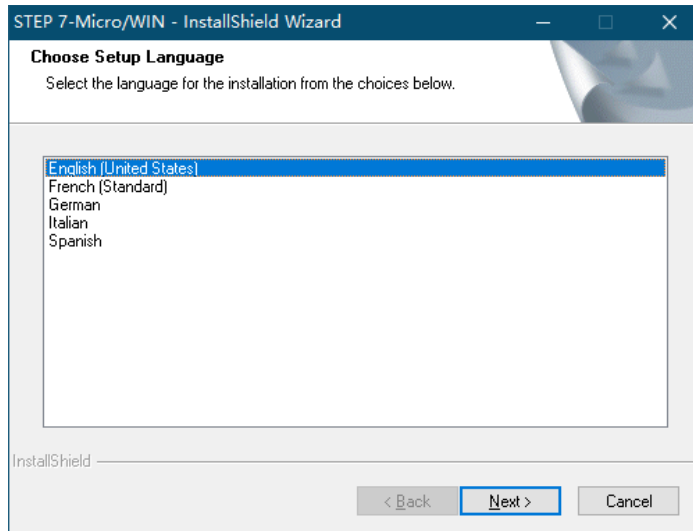 STEP 7-Micro/WIN - InstallShield Wizard
Choose Setup Language
Select the language for the installation from the choices below.
English (United States)
French (Standard)
German
Italian
Spanish
InstallShield
< Back
Next >
Cancel